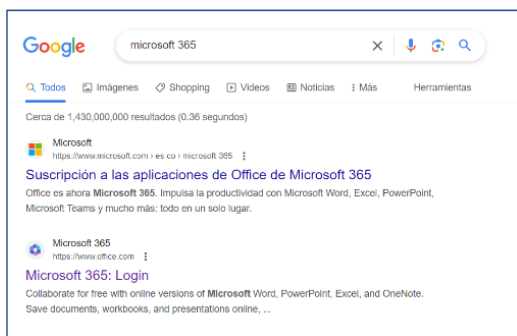 Google
microsoft 365
Todos Imágenes Shopping Videos Noticias Más Herramientas
Cerca de 1,430,000,000 resultados (0.36 segundos)
Microsoft
https://www.microsoft.com › es co › microsoft 365
Suscripción a las aplicaciones de Office de Microsoft 365
Office es ahora Microsoft 365. Impulsa la productividad con Microsoft Word, Excel, PowerPoint,
Microsoft Teams y mucho más: todo en un solo lugar.
Microsoft 365
https://www.office.com
Microsoft 365: Login
Collaborate for free with online versions of Microsoft Word, PowerPoint, Excel, and OneNote.
Save documents, workbooks, and presentations online, ...